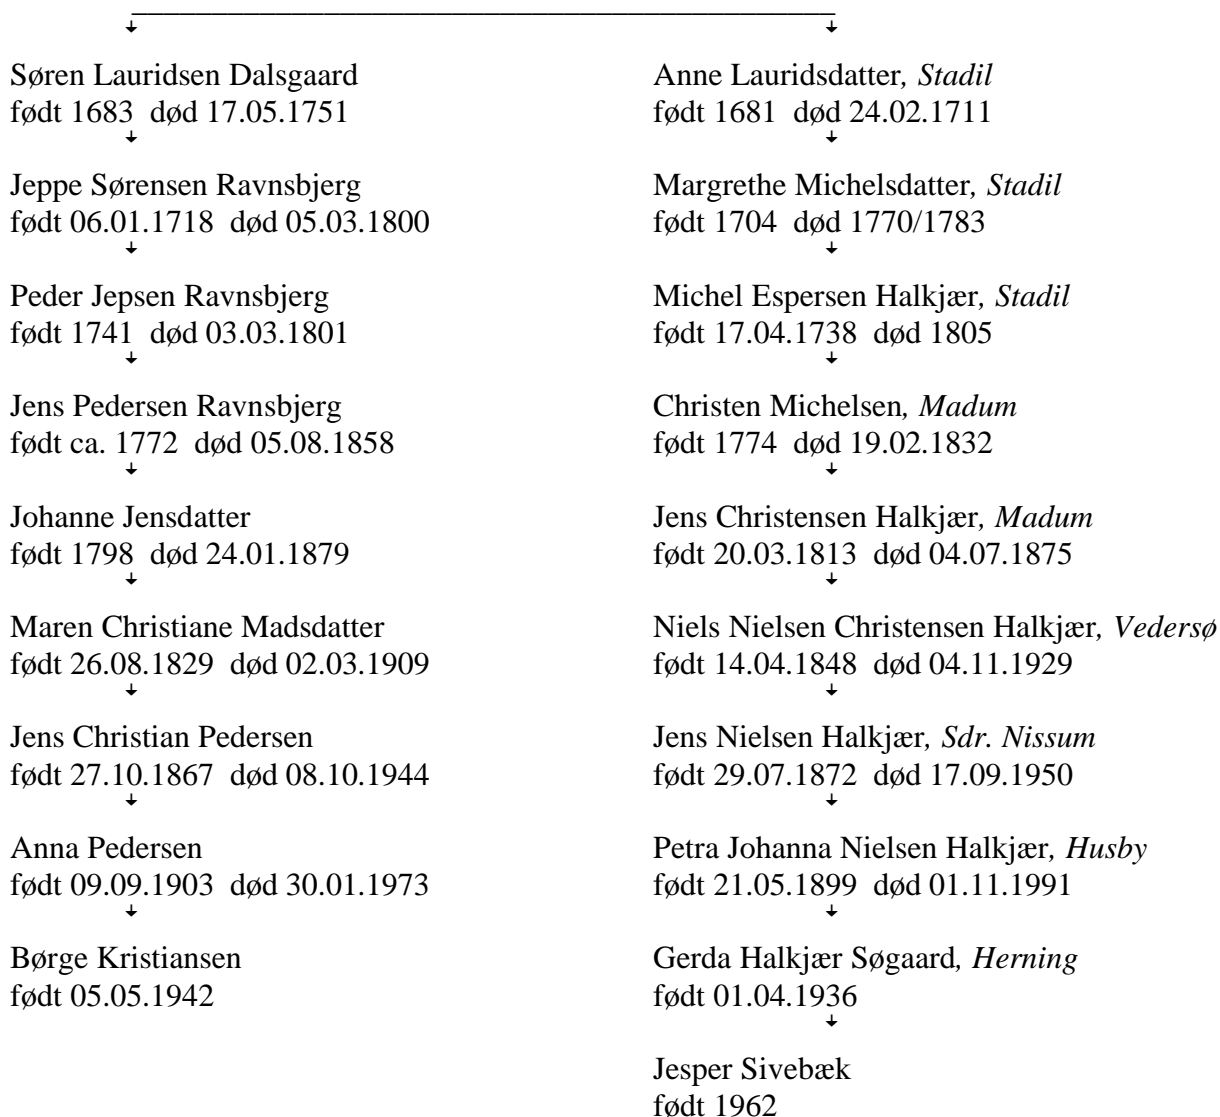 Søren Lauridsen Dalsgaard
født 1683 død 17.05.1751
Jeppe Sørensen Ravnsbjerg
født 06.01.1718 død 05.03.1800
Peder Jepsen Ravnsbjerg
født 1741 død 03.03.1801
Jens Pedersen Ravnsbjerg
født ca. 1772 død 05.08.1858
Johanne Jensdatter
født 1798 død 24.01.1879
Maren Christiane Madsdatter
født 26.08.1829 død 02.03.1909
Jens Christian Pedersen
født 27.10.1867 død 08.10.1944
Anna Pedersen
født 09.09.1903 død 30.01.1973
Børge Kristiansen
født 05.05.1942
Anne Lauridsdatter, Stadil
født 1681 død 24.02.1711
Margrethe Michelsdatter, Stadil
født 1704 død 1770/1783
Michel Espersen Halkjær, Stadil
født 17.04.1738 død 1805
Christen Michelsen, Madum
født 1774 død 19.02.1832
Jens Christensen Halkjær, Madum
født 20.03.1813 død 04.07.1875
Niels Nielsen Christensen Halkjær, Vedersø
født 14.04.1848 død 04.11.1929
Jens Nielsen Halkjær, Sdr. Nissum
født 29.07.1872 død 17.09.1950
Petra Johanna Nielsen Halkjær, Husby
født 21.05.1899 død 01.11.1991
Gerda Halkjær Søgaard, Herning
født 01.04.1936
Jesper Sivebæk
født 1962